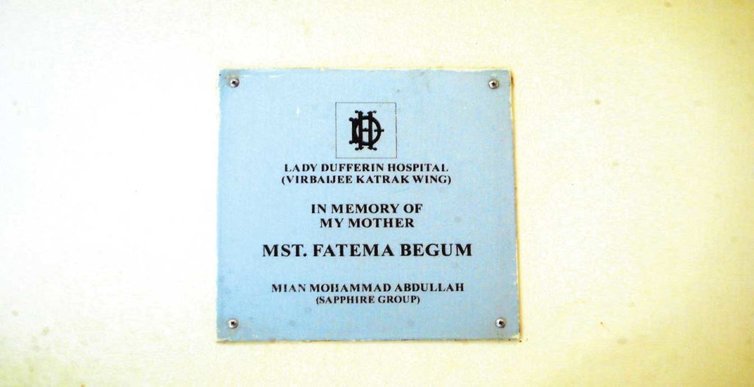 LADY DUFFERIN HOSPITAL
(VIRBAIJEE KATRAK WING)
IN MEMORY OF
MY MOTHER
MST. FATEMA BEGUM
MIAN MOHAMMAD ABDULLAH
(SAPPHIRE GROUP)